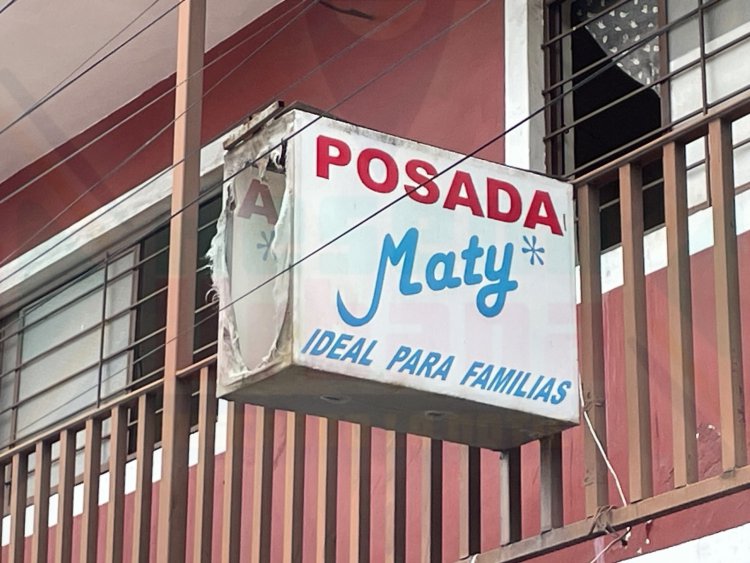 POSADA
Maty*
IDEAL PARA FAMILIAS
A
*